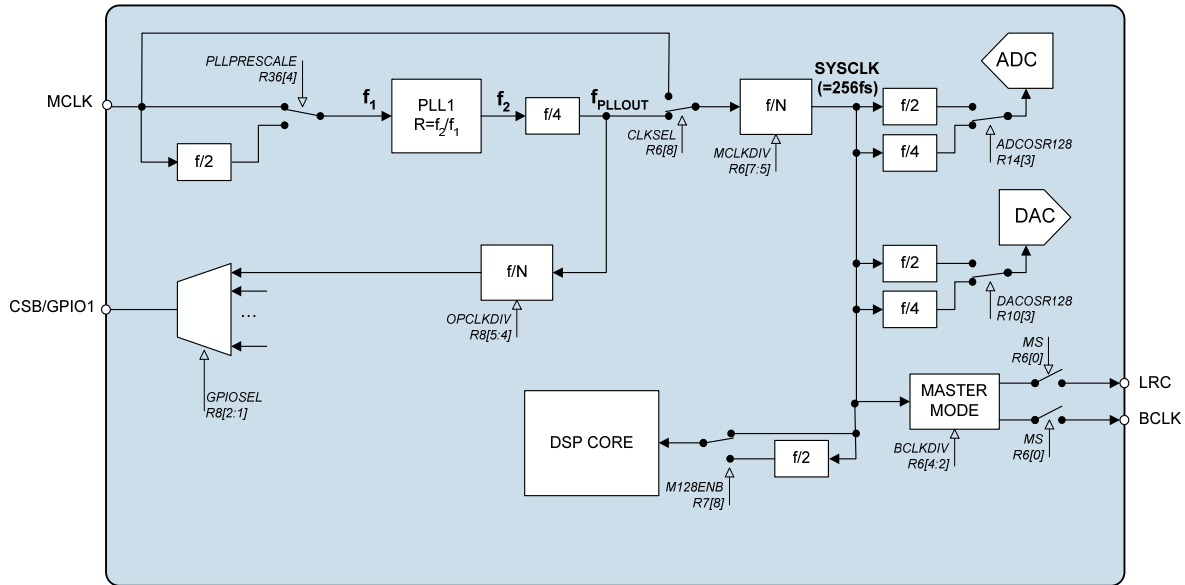 PLLPRESCALE
R36[4]
MCLK
f1
PLL1
R=f2/f1
f2
f/4
fPLLOUT
CLKSEL
R6[8]
f/N
MCLKDIV
R6[7:5]
SYSCLK
(=256fs)
f/2
f/4
ADC
ADCOSR128
R14[3]
f/2
DAC
f/2
f/4
DACOSR128
R10[3]
CSB/GPIO1
...
GPIOSEL
R8[2:1]
f/N
OPCLKDIV
R8[5:4]
MS
R6[0]
LRC
MASTER
MODE
BCLK
MS
R6[0]
BCLKDIV
R6[4:2]
DSP CORE
f/2
M128ENB
R7[8]